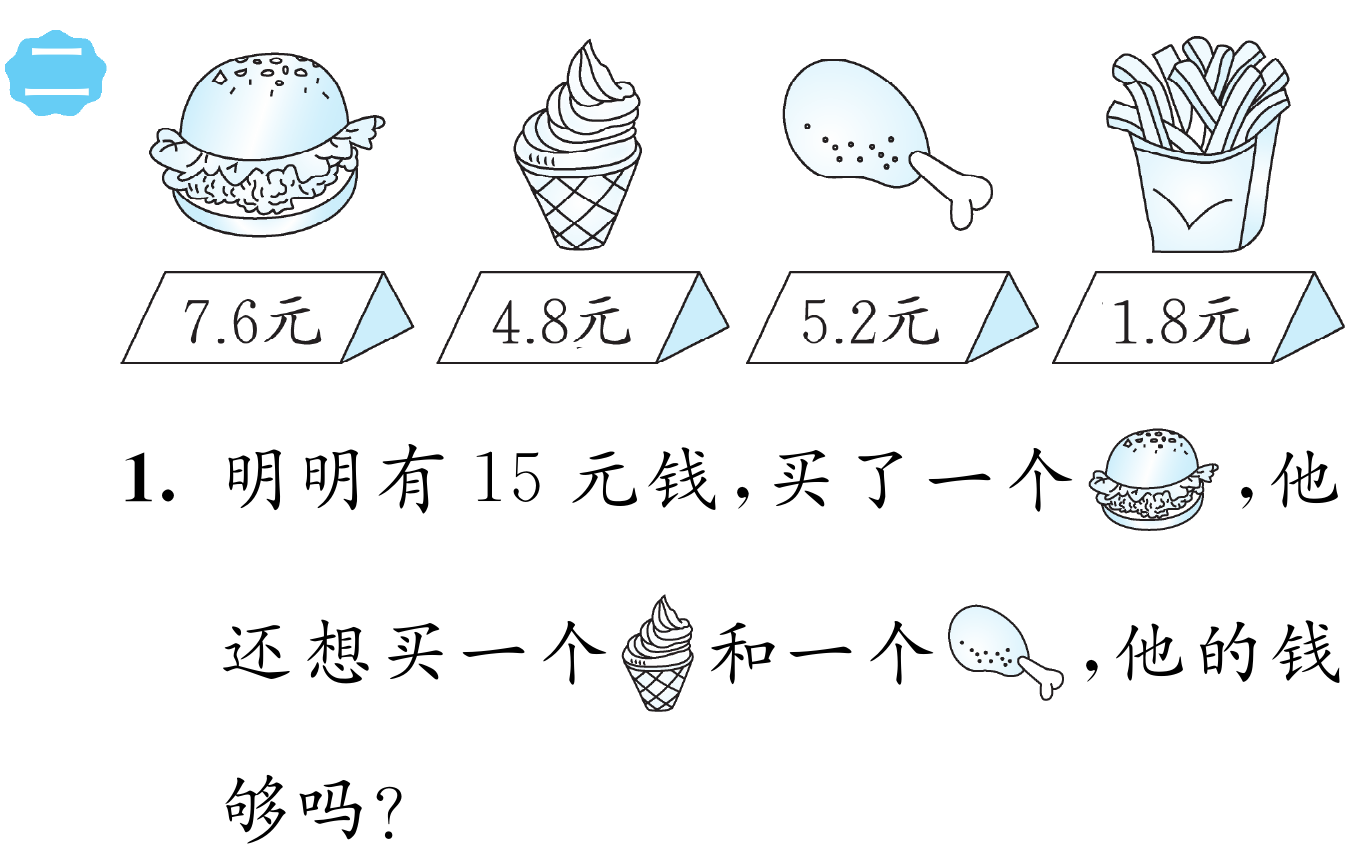 二
7.6元 4.8元 5.2元 1.8元
1. 明明有 15 元钱,买了一个,他
还想买一个和一个,他的钱
够吗?